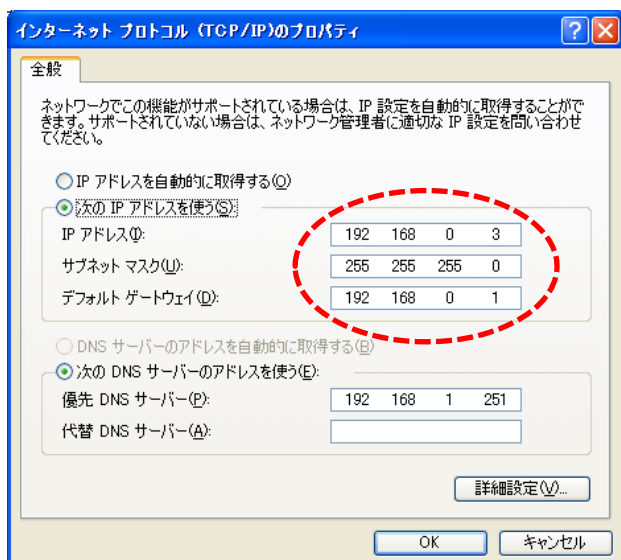 インターネット プロトコル (TCP/IP)のプロパティ
全般
ネットワークでこの機能がサポートされている場合は、IP 設定を自動的に取得することがで
きます。サポートされていない場合は、ネットワーク管理者に適切な IP 設定を問い合わせ
てください。
IP アドレスを自動的に取得する(O)
次の IP アドレスを使う(S):
IP アドレス(I): 192 168 0 3
サブネット マスク(U): 255 255 255 0
デフォルト ゲートウェイ(D): 192 168 0 1
DNS サーバーのアドレスを自動的に取得する(B)
次の DNS サーバーのアドレスを使う(E):
優先 DNS サーバー(P): 192 168 1 251
代替 DNS サーバー(A):
詳細設定(V)...
OK キャンセル